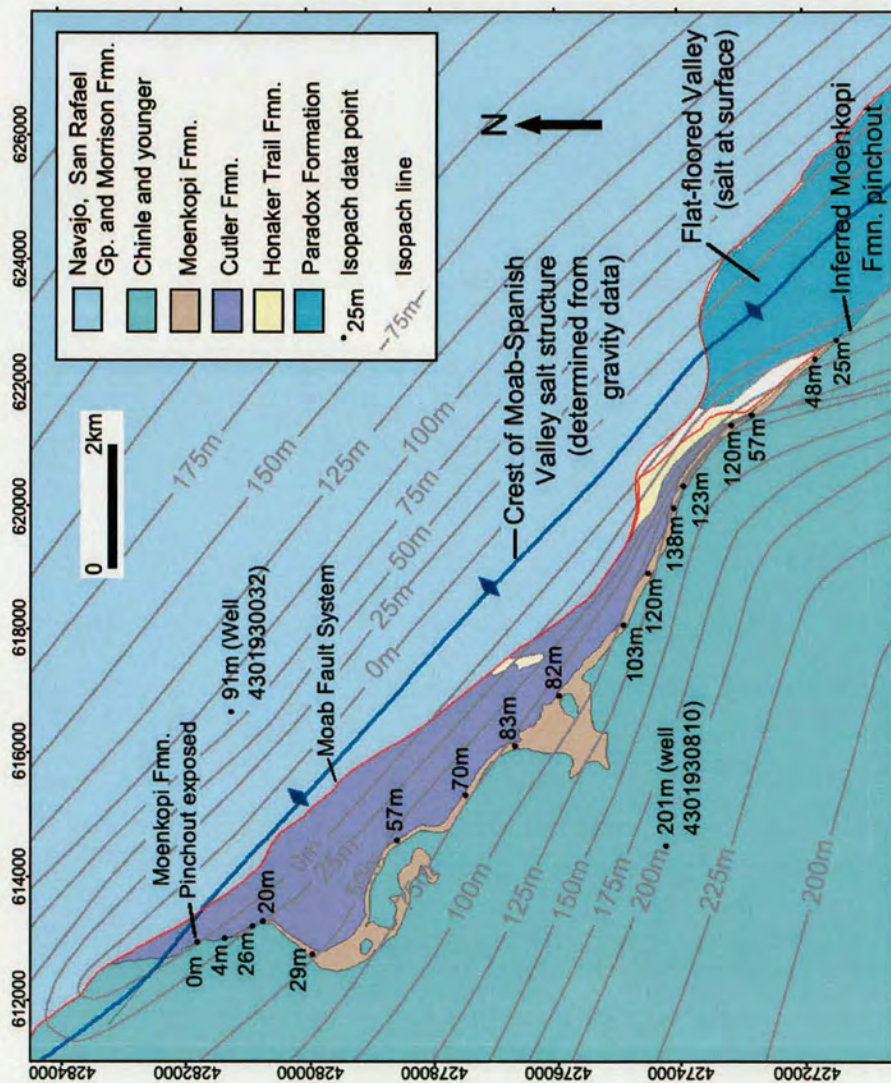 612000
614000
616000
618000
620000
622000
624000
626000
628000
4284000
4282000
4280000
4278000
4276000
4274000
4272000
0
2km
Navajo, San Rafael
Gp. and Morrison Fmn.
Chinle and younger
Moenkopi Fmn.
Cutler Fmn.
Honaker Trail Fmn.
Paradox Formation
25m
Isopach data point
Isopach line
N
Moenkopi Fmn.
Pinchout exposed
91m (Well
4301930032
Moab Fault System
Crest of Moab-Spanish
Valley salt structure
(determined from
gravity data)
Flat-floored Valley
(salt at surface)
Inferred Moenkopi
Fmn. pinchout
201m (well
4301930810)
175m
150m
125m
100m
75m
50m
25m
0m
75m
0m
25m
100m
125m
150m
175m
200m
225m
200m
0m
4m
26m
20m
29m
57m
70m
83m
82m
103m
120m
138m
123m
120m
57m
48m
25m